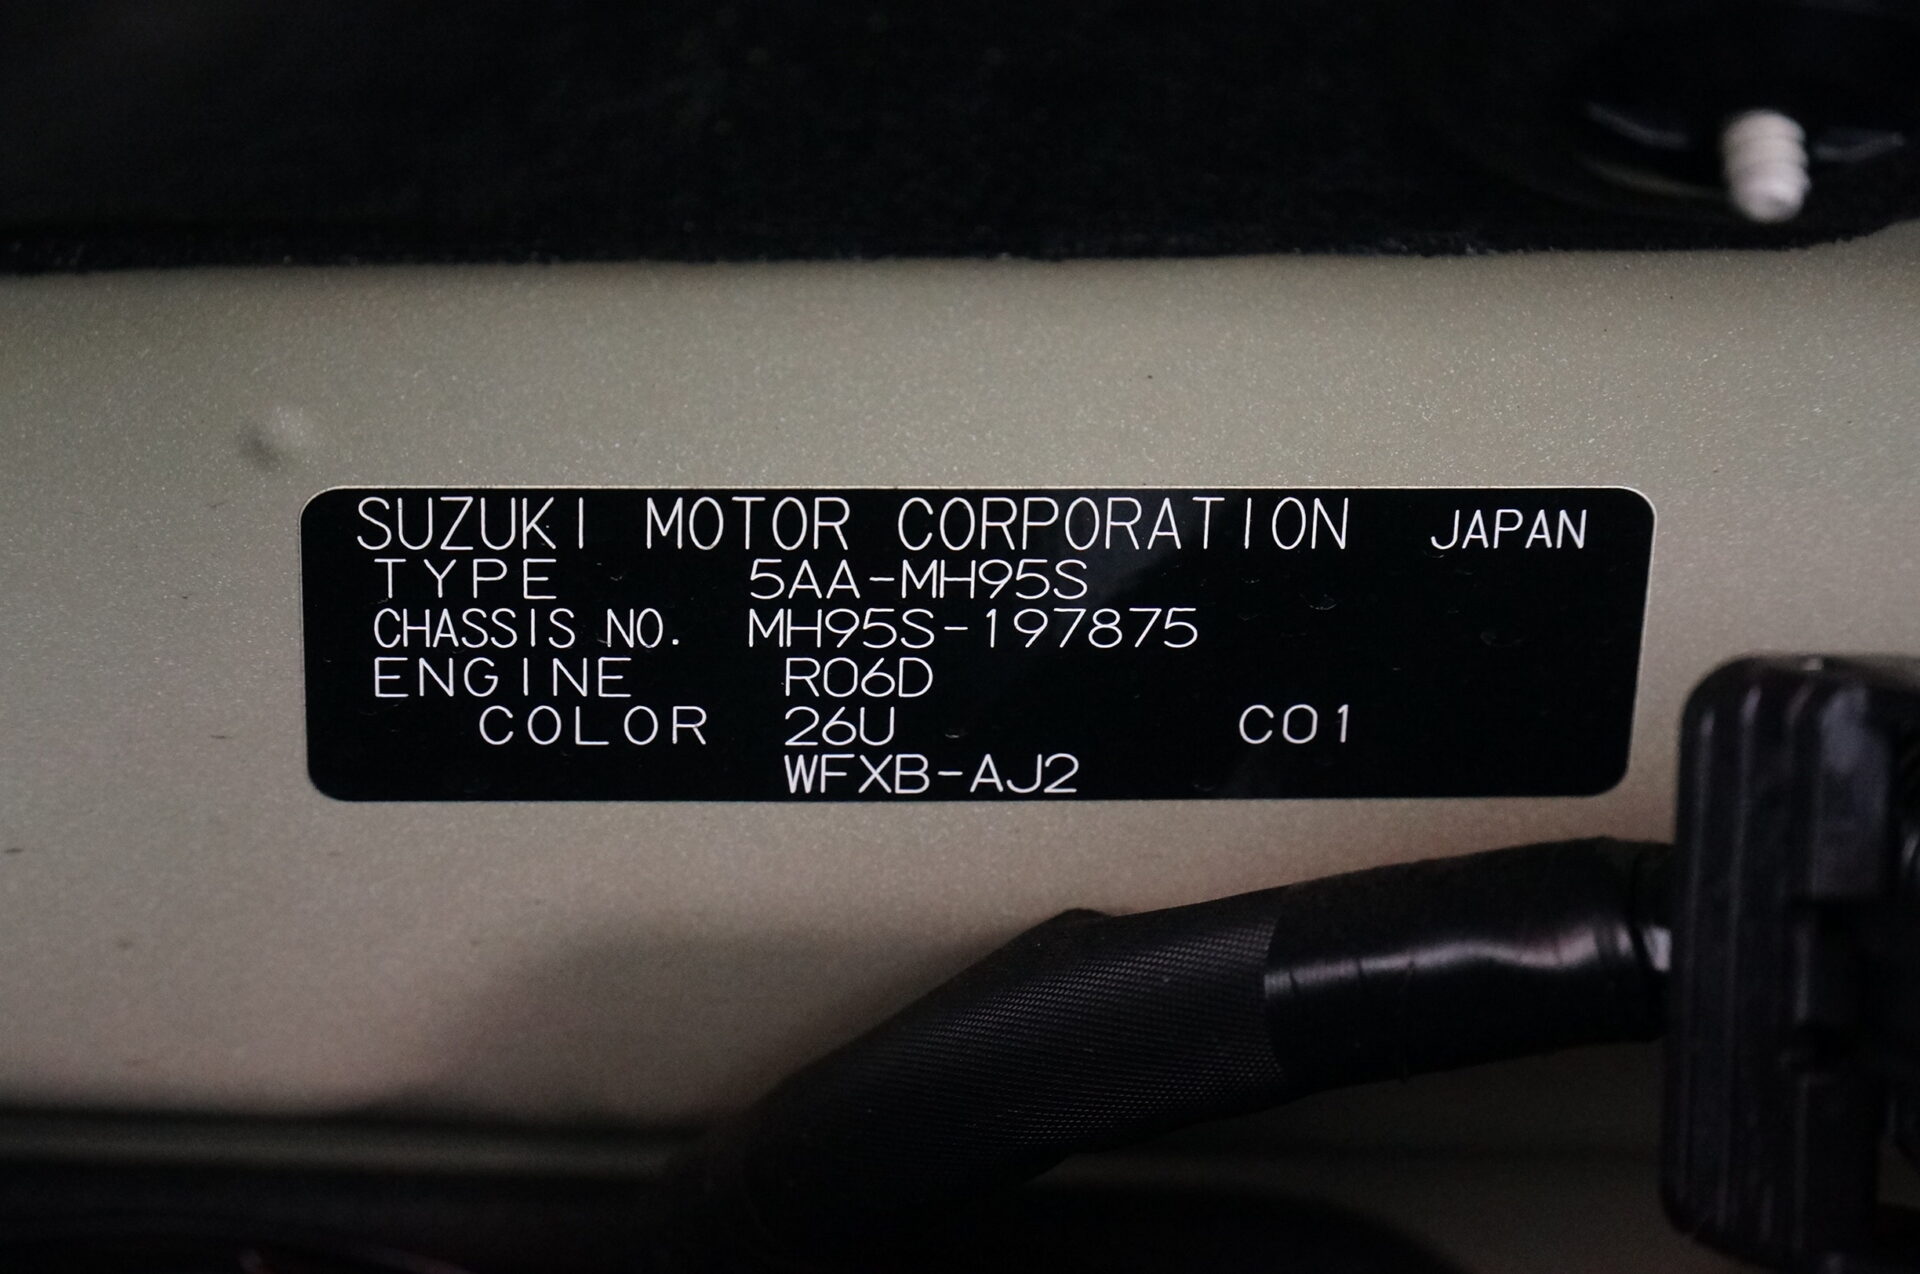 SUZUKI MOTOR CORPORATION JAPAN
TYPE 5AA-MH95S
CHASSIS NO. MH95S-197875
ENGINE R06D
COLOR 26U C01
WFXB-AJ2